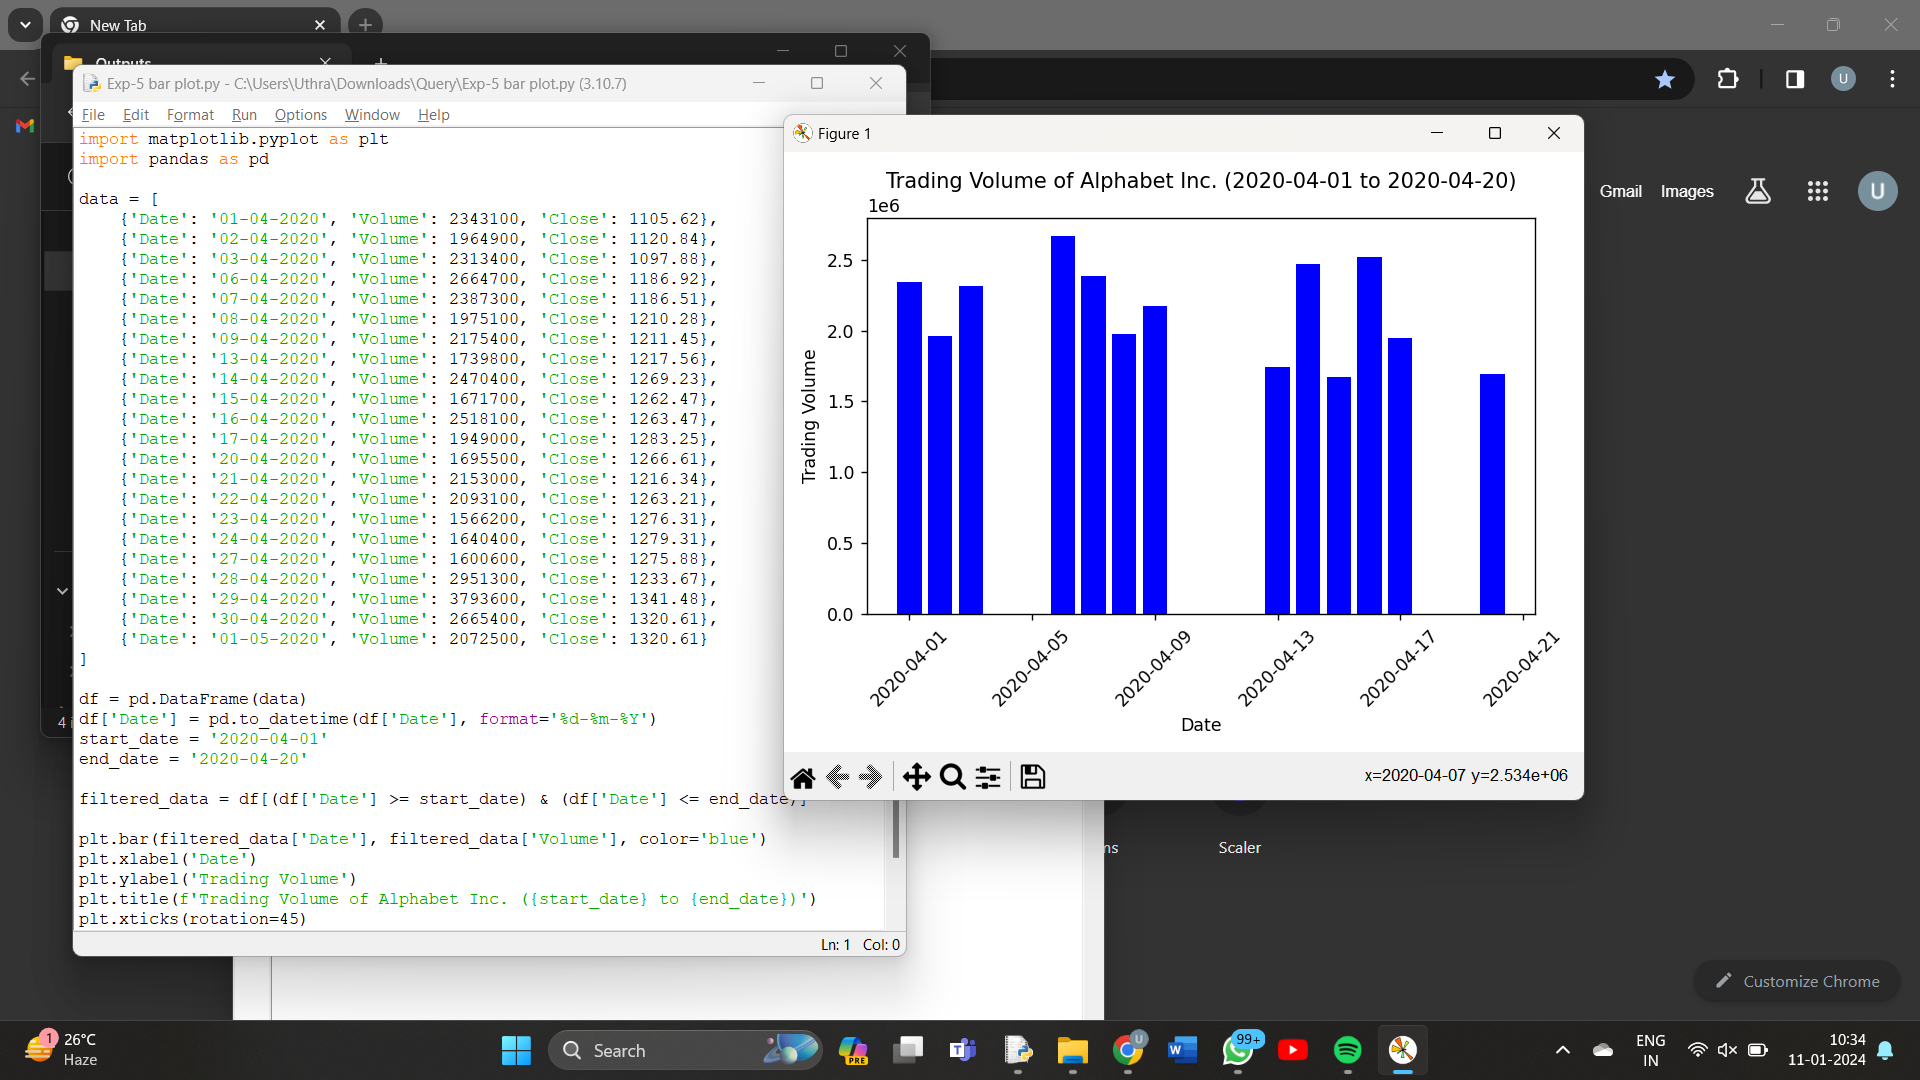 New Tab
Outputs
Exp-5 bar plot.py - C:\Users\Uthra\Downloads\Query\Exp-5 bar plot.py (3.10.7)
File Edit Format Run Options Window Help
import matplotlib.pyplot as plt
import pandas as pd
data = [
{'Date': '01-04-2020', 'Volume': 2343100, 'Close': 1105.62},
{'Date': '02-04-2020', 'Volume': 1964900, 'Close': 1120.84},
{'Date': '03-04-2020', 'Volume': 2313400, 'Close': 1097.88},
{'Date': '06-04-2020', 'Volume': 2664700, 'Close': 1186.92},
{'Date': '07-04-2020', 'Volume': 2387300, 'Close': 1186.51},
{'Date': '08-04-2020', 'Volume': 1975100, 'Close': 1210.28},
{'Date': '09-04-2020', 'Volume': 2175400, 'Close': 1211.45},
{'Date': '13-04-2020', 'Volume': 1739800, 'Close': 1217.56},
{'Date': '14-04-2020', 'Volume': 2470400, 'Close': 1269.23},
{'Date': '15-04-2020', 'Volume': 1671700, 'Close': 1262.47},
{'Date': '16-04-2020', 'Volume': 2518100, 'Close': 1263.47},
{'Date': '17-04-2020', 'Volume': 1949000, 'Close': 1283.25},
{'Date': '20-04-2020', 'Volume': 1695500, 'Close': 1266.61},
{'Date': '21-04-2020', 'Volume': 2153000, 'Close': 1216.34},
{'Date': '22-04-2020', 'Volume': 2093100, 'Close': 1263.21},
{'Date': '23-04-2020', 'Volume': 1566200, 'Close': 1276.31},
{'Date': '24-04-2020', 'Volume': 1640400, 'Close': 1279.31},
{'Date': '27-04-2020', 'Volume': 1600600, 'Close': 1275.88},
{'Date': '28-04-2020', 'Volume': 2951300, 'Close': 1233.67},
{'Date': '29-04-2020', 'Volume': 3793600, 'Close': 1341.48},
{'Date': '30-04-2020', 'Volume': 2665400, 'Close': 1320.61},
{'Date': '01-05-2020', 'Volume': 2072500, 'Close': 1320.61}
]
df = pd.DataFrame(data)
df['Date'] = pd.to_datetime(df['Date'], format='%d-%m-%Y')
start_date = '2020-04-01'
end_date = '2020-04-20'
filtered_data = df[(df['Date'] >= start_date) & (df['Date'] <= end_date)]
plt.bar(filtered_data['Date'], filtered_data['Volume'], color='blue')
plt.xlabel('Date')
plt.ylabel('Trading Volume')
plt.title(f'Trading Volume of Alphabet Inc. ({start_date} to {end_date})')
plt.xticks(rotation=45)
Ln: 1 Col: 0
4
Figure 1
Trading Volume of Alphabet Inc. (2020-04-01 to 2020-04-20)
1e6
2.5
2.0
1.5
1.0
0.5
0.0
Trading Volume
2020-04-01
2020-04-05
2020-04-09
2020-04-13
2020-04-17
2020-04-21
Date
x=2020-04-07 y=2.534e+06
U
Gmail Images
U
ms
Scaler
Customize Chrome
1
26°C
Haze
Search
PRE
U
99+
ENG
IN
10:34
11-01-2024